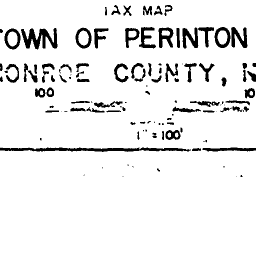 TAX MAP
TOWN OF PERINTON
MONROE COUNTY, N
100 10
1" = 100'